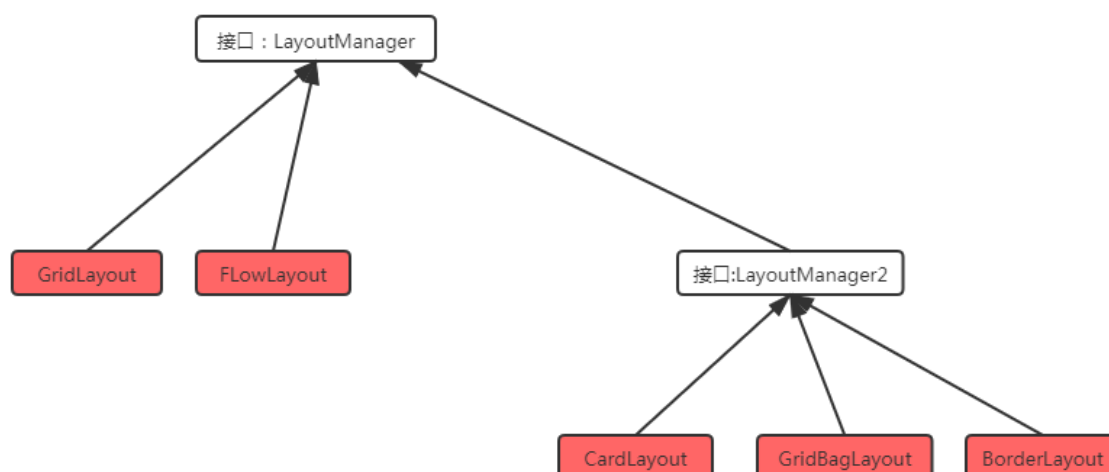 接口：LayoutManager
GridLayout
FLowLayout
接口:LayoutManager2
CardLayout
GridBagLayout
BorderLayout